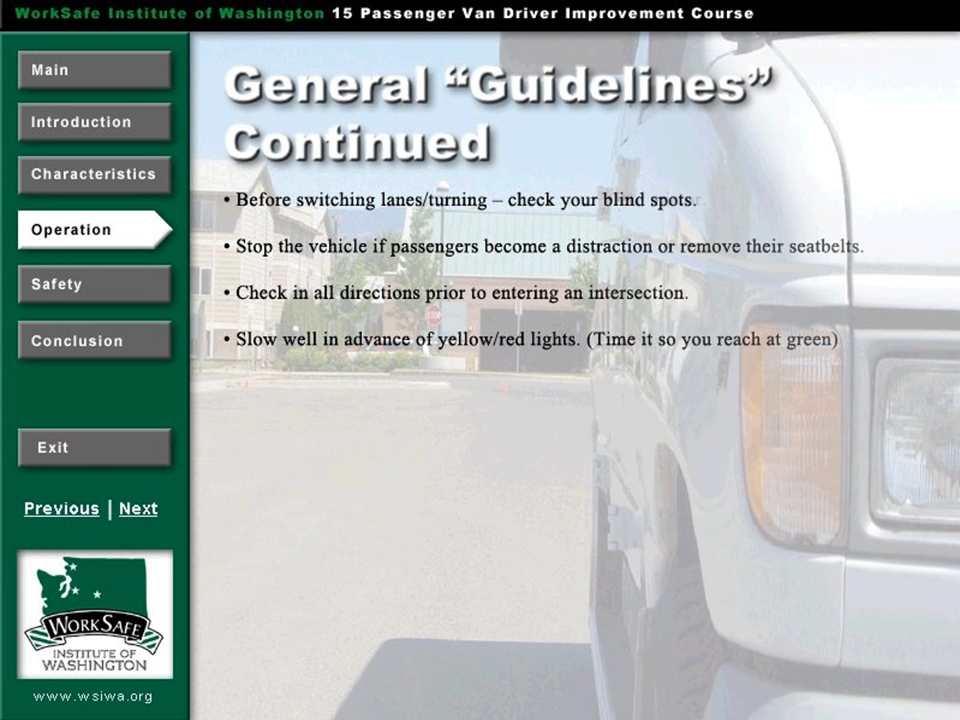 WorkSafe Institute of Washington 15 Passenger Van Driver Improvement Course
Main
Introduction
Characteristics
Operation
Safety
Conclusion
Exit
Previous | Next
WORKSAFE
INSTITUTE OF
WASHINGTON
www.wsiwa.org
General “Guidelines”
Continued
• Before switching lanes/turning – check your blind spots.
• Stop the vehicle if passengers become a distraction or remove their seatbelts.
• Check in all directions prior to entering an intersection.
• Slow well in advance of yellow/red lights. (Time it so you reach at green)
STOP